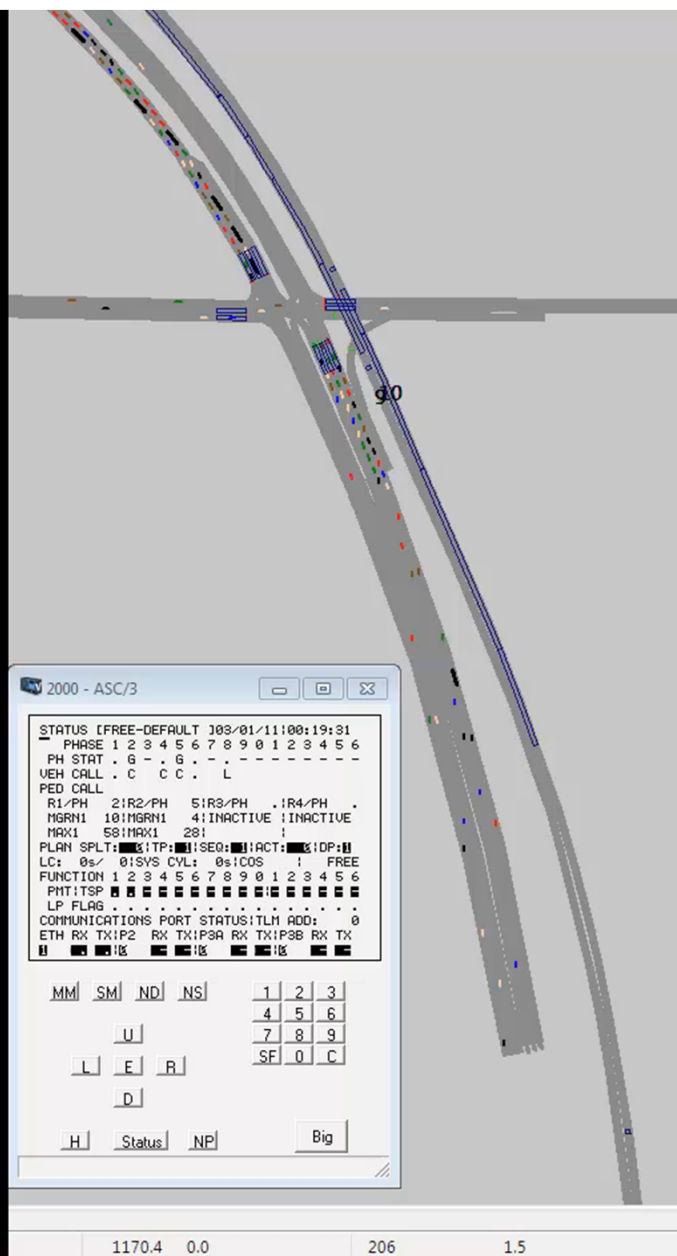 910
2000 - ASC/3
STATUS [FREE-DEFAULT ]03/01/11|00:19:31
PHASE 1 2 3 4 5 6 7 8 9 0 1 2 3 4 5 6
PH STAT . G - . G . - . - - - - - - - -
VEH CALL . C   C C .   L
PED CALL
R1/PH 2|R2/PH 5|R3/PH .|R4/PH .
MGRN1 10|MGRN1 4|INACTIVE |INACTIVE
MAX1 58|MAX1 28| |
PLAN SPLT: |TP: 1|SEQ: 1|ACT: |DP:1
LC: 0s/ 0|SYS CYL: 0s|COS | FREE
FUNCTION 1 2 3 4 5 6 7 8 9 0 1 2 3 4 5 6
PMT|TSP
LP FLAG . . . . . . . . . . . . . . . .
COMMUNICATIONS PORT STATUS|TLM ADD: 0
ETH RX TX|P2 RX TX|P3A RX TX|P3B RX TX
MM SM ND NS 1 2 3
4 5 6
U 7 8 9
SF 0 C
L E R
D
H Status NP Big
1170.4 0.0 206 1.5